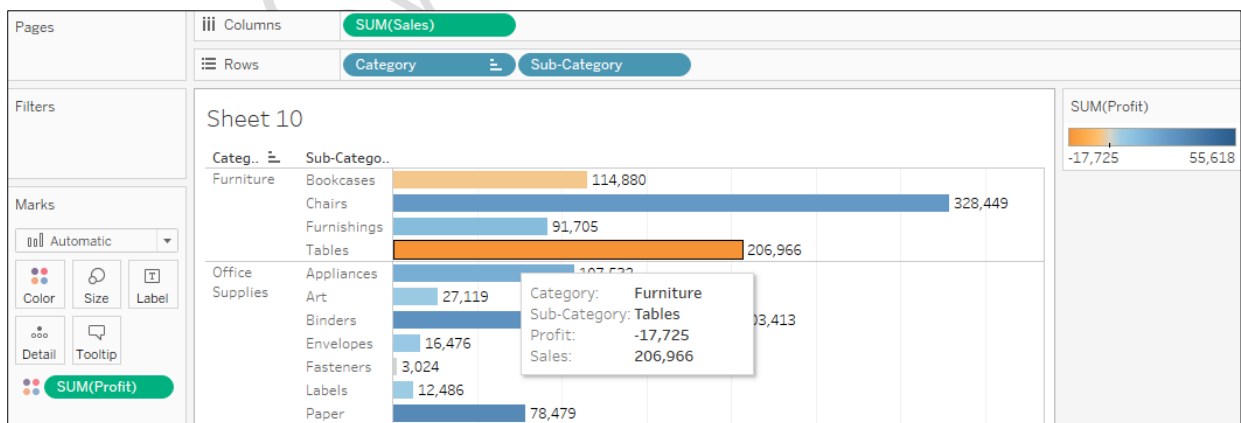 Pages
Columns
SUM(Sales)
Rows
Category
Sub-Category
Filters
Sheet 10
Categ..
Sub-Catego..
Furniture
Bookcases
114,880
Chairs
328,449
Furnishings
91,705
Tables
206,966
Office
Supplies
Appliances
Art
27,119
Binders
03,413
Envelopes
16,476
Fasteners
3,024
Labels
12,486
Paper
78,479
Category: Furniture
Sub-Category: Tables
Profit: -17,725
Sales: 206,966
Marks
Automatic
Color
Size
T
Label
Detail
Tooltip
SUM(Profit)
SUM(Profit)
-17,725
55,618